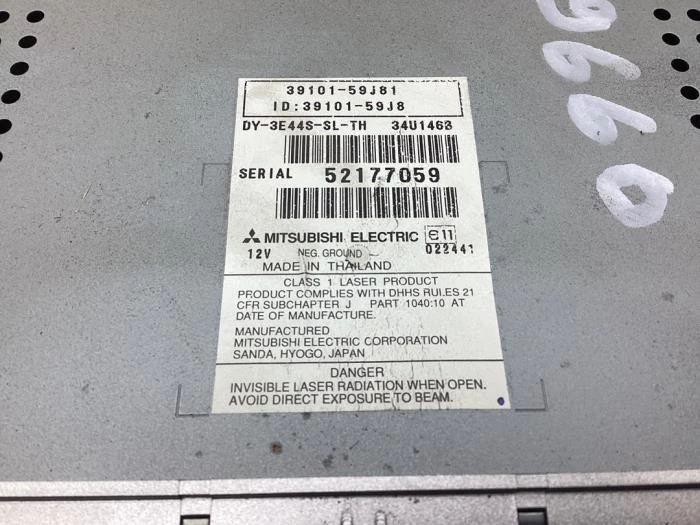 39101-59J81
ID:39101-59J8
DY-3E44S-SL-TH 34U1463
SERIAL 52177059
MITSUBISHI ELECTRIC e11
12V NEG. GROUND 022441
MADE IN THAILAND
CLASS 1 LASER PRODUCT
PRODUCT COMPLIES WITH DHHS RULES 21
CFR SUBCHAPTER J PART 1040:10 AT
DATE OF MANUFACTURE.
MANUFACTURED
MITSUBISHI ELECTRIC CORPORATION
SANDA, HYOGO, JAPAN
DANGER
INVISIBLE LASER RADIATION WHEN OPEN.
AVOID DIRECT EXPOSURE TO BEAM.
9660